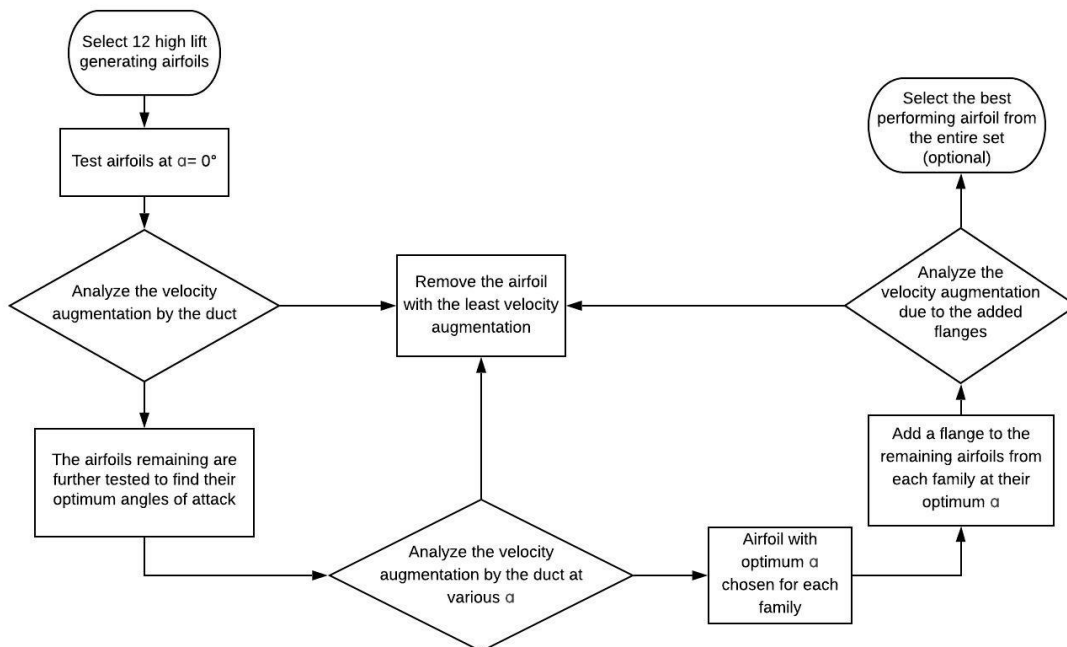 Select 12 high lift
generating airfoils
Test airfoils at ɑ= 0°
Analyze the velocity
augmentation by the duct
The airfoils remaining are
further tested to find their
optimum angles of attack
Remove the airfoil
with the least velocity
augmentation
Analyze the velocity
augmentation by the duct at
various ɑ
Airfoil with
optimum ɑ
chosen for each
family
Add a flange to the
remaining airfoils from
each family at their
optimum ɑ
Analyze the
velocity augmentation
due to the added
flanges
Select the best
performing airfoil from
the entire set
(optional)